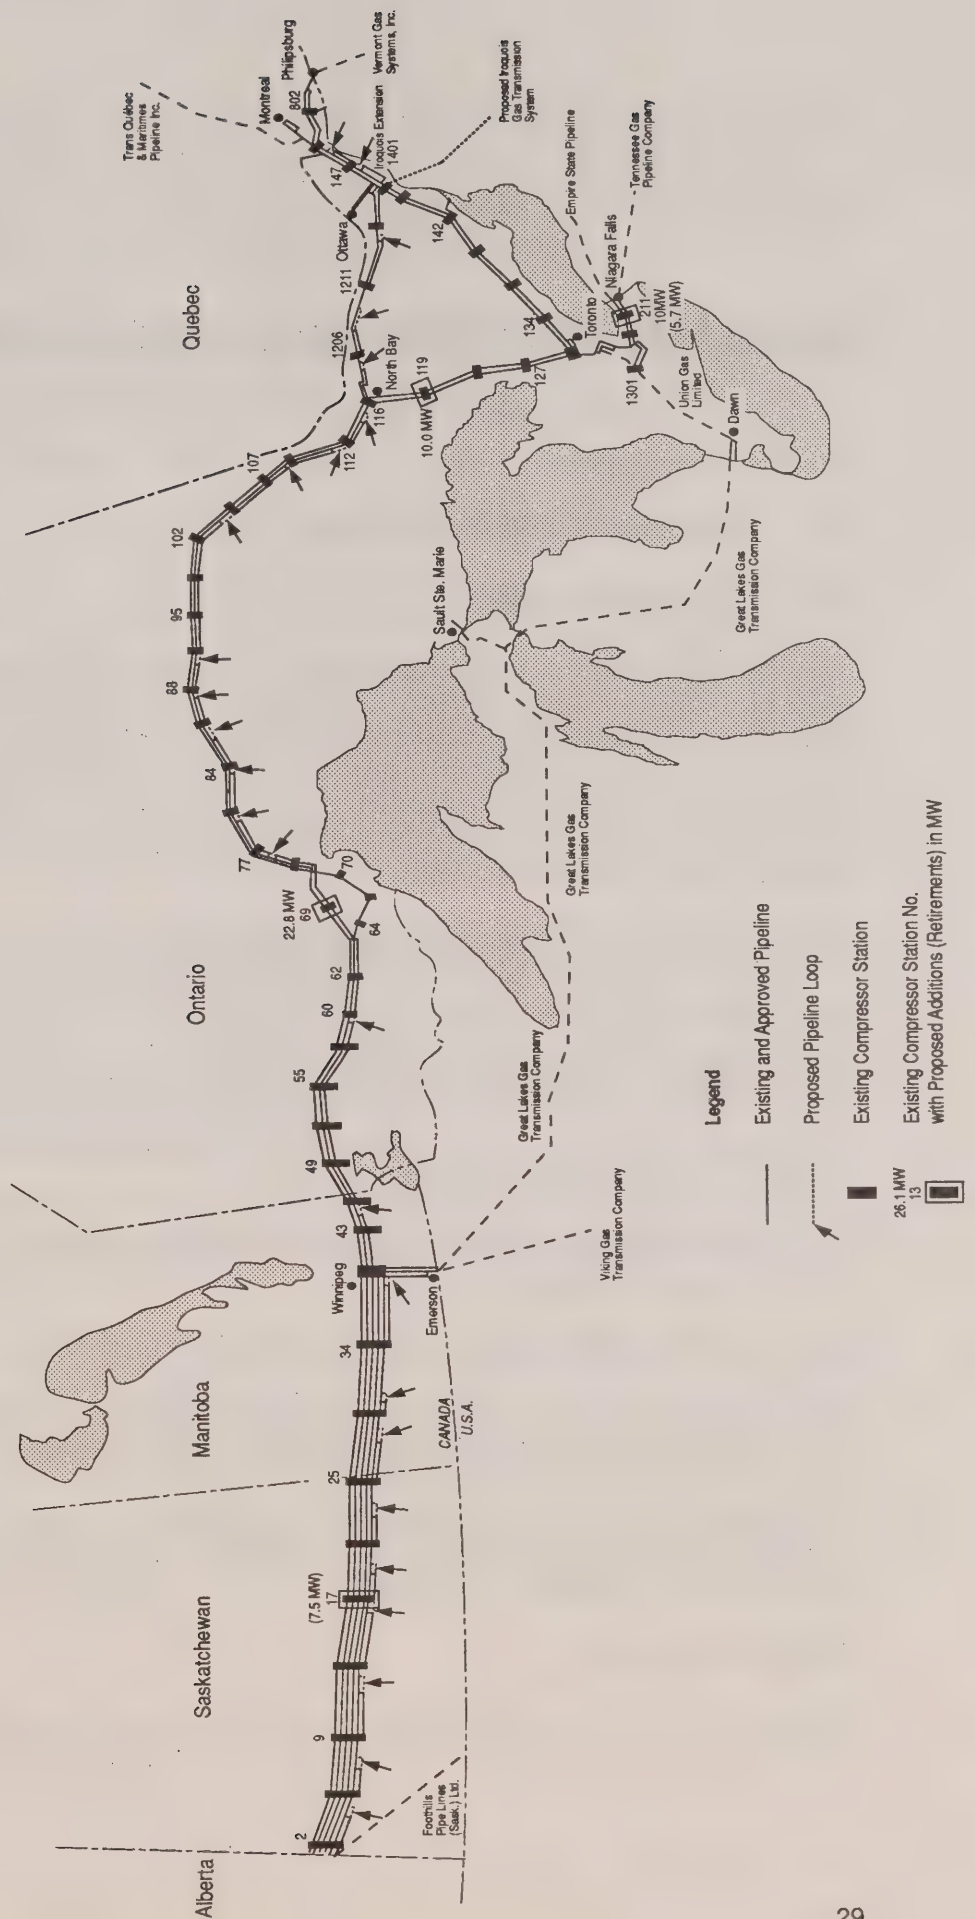 Alberta
Saskatchewan
Manitoba
Ontario
Quebec
2
Foothills
Pipe Lines
(Sask.) Ltd.
9
(7.5 MW)
17
25
CANADA
U.S.A.
34
Winnipeg
Emerson
Viking Gas
Transmission Company
43
49
55
60
62
64
22.8 MW
69
70
77
84
88
95
102
107
112
116
North Bay
10.0 MW
119
127
134
Toronto
142
1206
1211
Ottawa
147
Iroquois Extension
1401
802
Montreal
Philipsburg
Trans Québec
& Maritimes
Pipeline Inc.
Vermont Gas
Systems, Inc.
Proposed Iroquois
Gas Transmission
System
Empire State Pipeline
Tennessee Gas
Pipeline Company
Niagara Falls
211
10MW
(5.7 MW)
1301
Union Gas
Limited
Dawn
Sault Ste. Marie
Great Lakes Gas
Transmission Company
Great Lakes Gas
Transmission Company
Great Lakes Gas
Transmission Company
Legend
Existing and Approved Pipeline
Proposed Pipeline Loop
Existing Compressor Station
26.1 MW
13
Existing Compressor Station No.
with Proposed Additions (Retirements) in MW
29